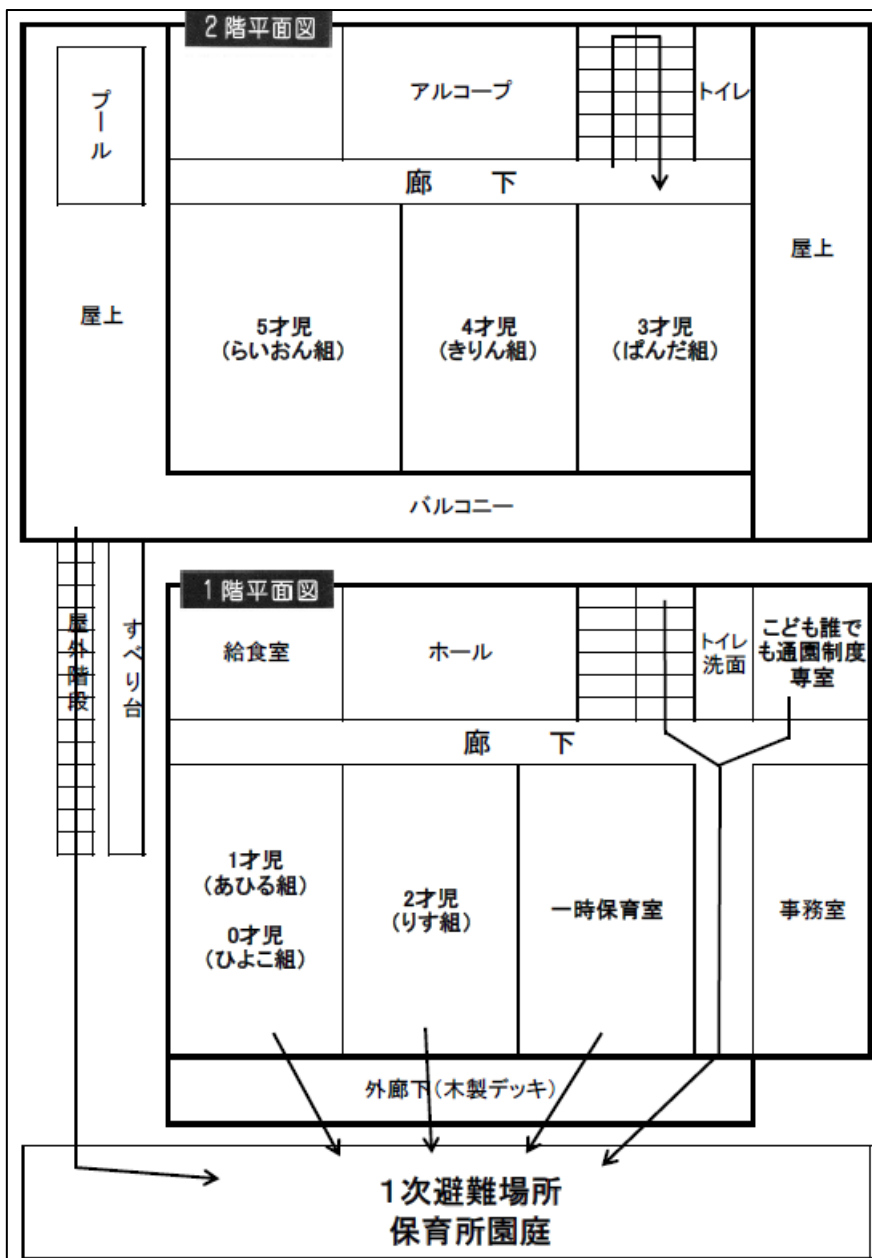 2階平面図
プール
アルコープ
トイレ
廊　下
屋上
屋上
5才児
(らいおん組)
4才児
(きりん組)
3才児
(ぱんだ組)
バルコニー
屋外階段
すべり台
1階平面図
給食室
ホール
トイレ
洗面
こども誰で
も通園制度
専室
廊　下
1才児
(あひる組)
0才児
(ひよこ組)
2才児
(りす組)
一時保育室
事務室
外廊下(木製デッキ)
1次避難場所
保育所園庭